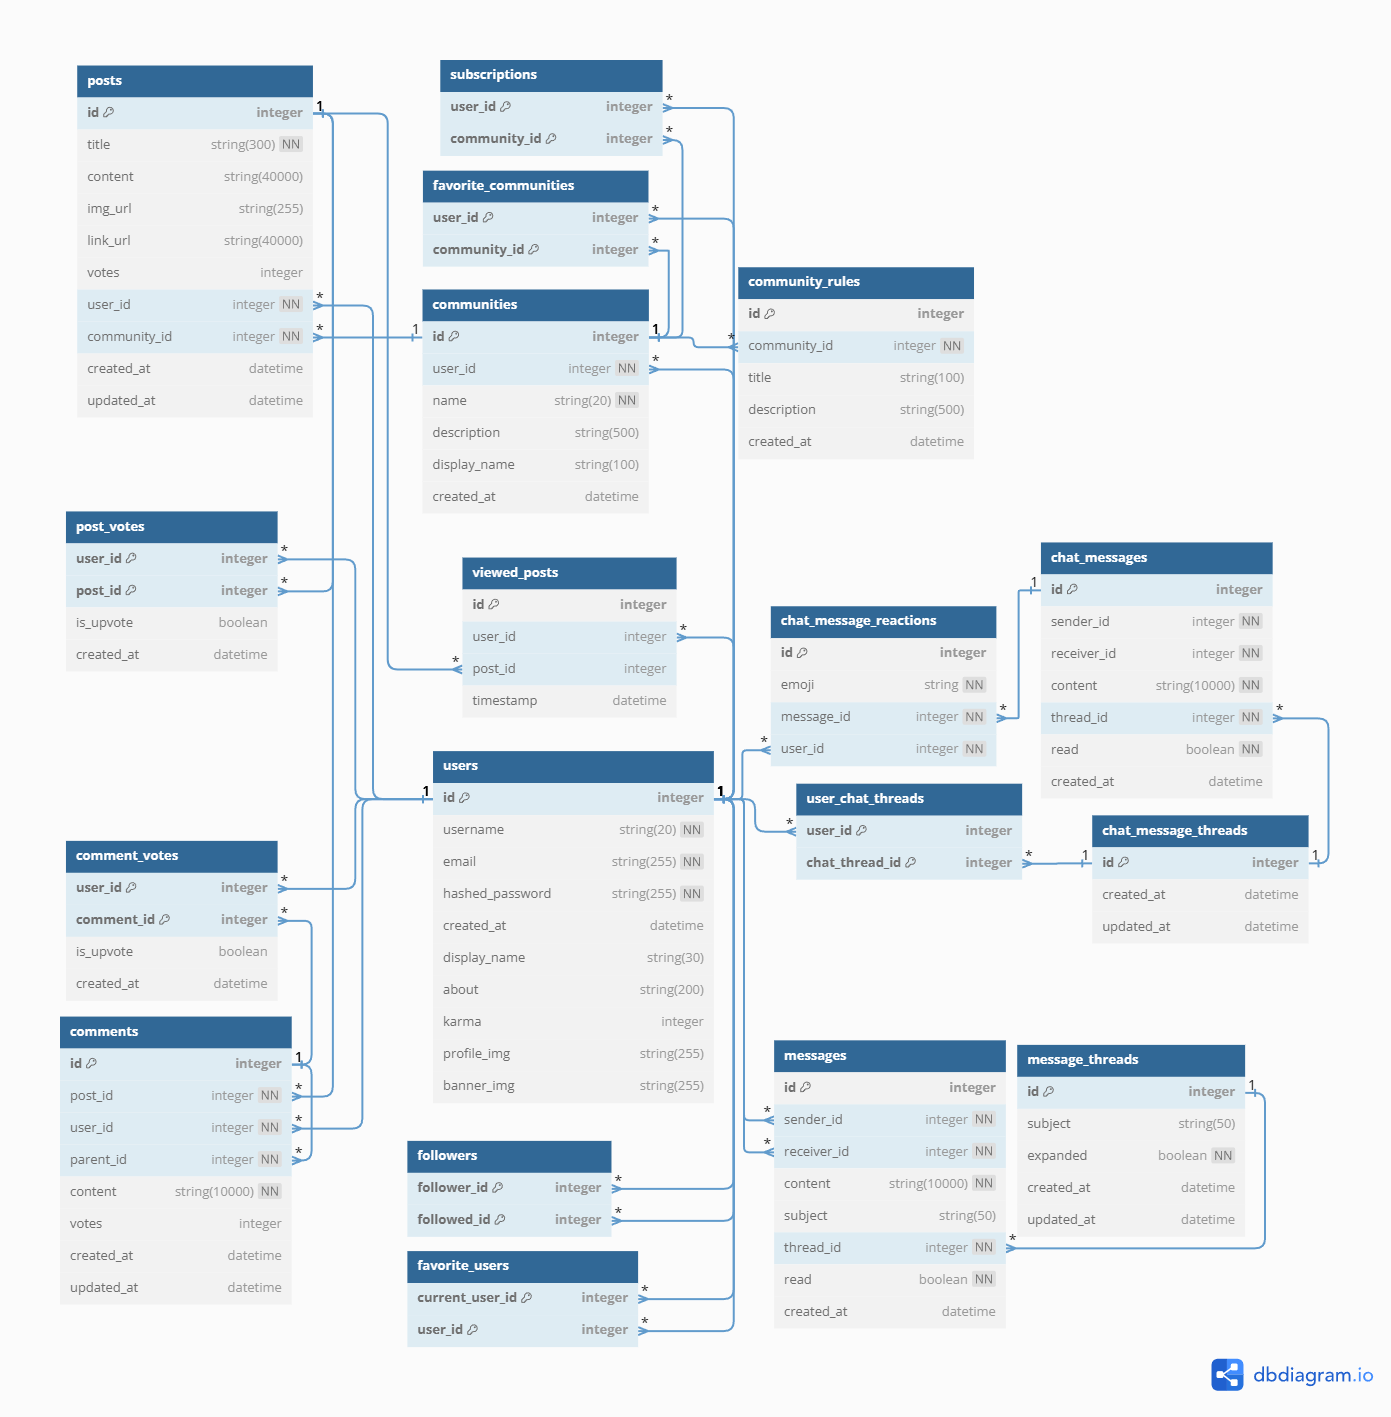 posts
id integer
title string(300) NN
content string(40000)
img_url string(255)
link_url string(40000)
votes integer
user_id integer NN
community_id integer NN
created_at datetime
updated_at datetime
1
*
*
subscriptions
user_id integer
community_id integer
*
*
favorite_communities
user_id integer
community_id integer
*
*
communities
id integer
user_id integer NN
name string(20) NN
description string(500)
display_name string(100)
created_at datetime
1
1
*
community_rules
id integer
community_id integer NN
title string(100)
description string(500)
created_at datetime
*
post_votes
user_id integer
post_id integer
is_upvote boolean
created_at datetime
*
*
viewed_posts
id integer
user_id integer
post_id integer
timestamp datetime
*
*
chat_message_reactions
id integer
emoji string NN
message_id integer NN
user_id integer NN
*
*
chat_messages
id integer
sender_id integer NN
receiver_id integer NN
content string(10000) NN
thread_id integer NN
read boolean NN
created_at datetime
1
*
users
id integer
username string(20) NN
email string(255) NN
hashed_password string(255) NN
created_at datetime
display_name string(30)
about string(200)
karma integer
profile_img string(255)
banner_img string(255)
1
1
user_chat_threads
user_id integer
chat_thread_id integer
*
*
chat_message_threads
id integer
created_at datetime
updated_at datetime
1
1
comment_votes
user_id integer
comment_id integer
is_upvote boolean
created_at datetime
*
*
comments
id integer
post_id integer NN
user_id integer NN
parent_id integer NN
content string(10000) NN
votes integer
created_at datetime
updated_at datetime
1
*
*
*
messages
id integer
sender_id integer NN
receiver_id integer NN
content string(10000) NN
subject string(50)
thread_id integer NN
read boolean NN
created_at datetime
*
*
*
message_threads
id integer
subject string(50)
expanded boolean NN
created_at datetime
updated_at datetime
1
followers
follower_id integer
followed_id integer
*
*
favorite_users
current_user_id integer
user_id integer
*
*
dbdiagram.io